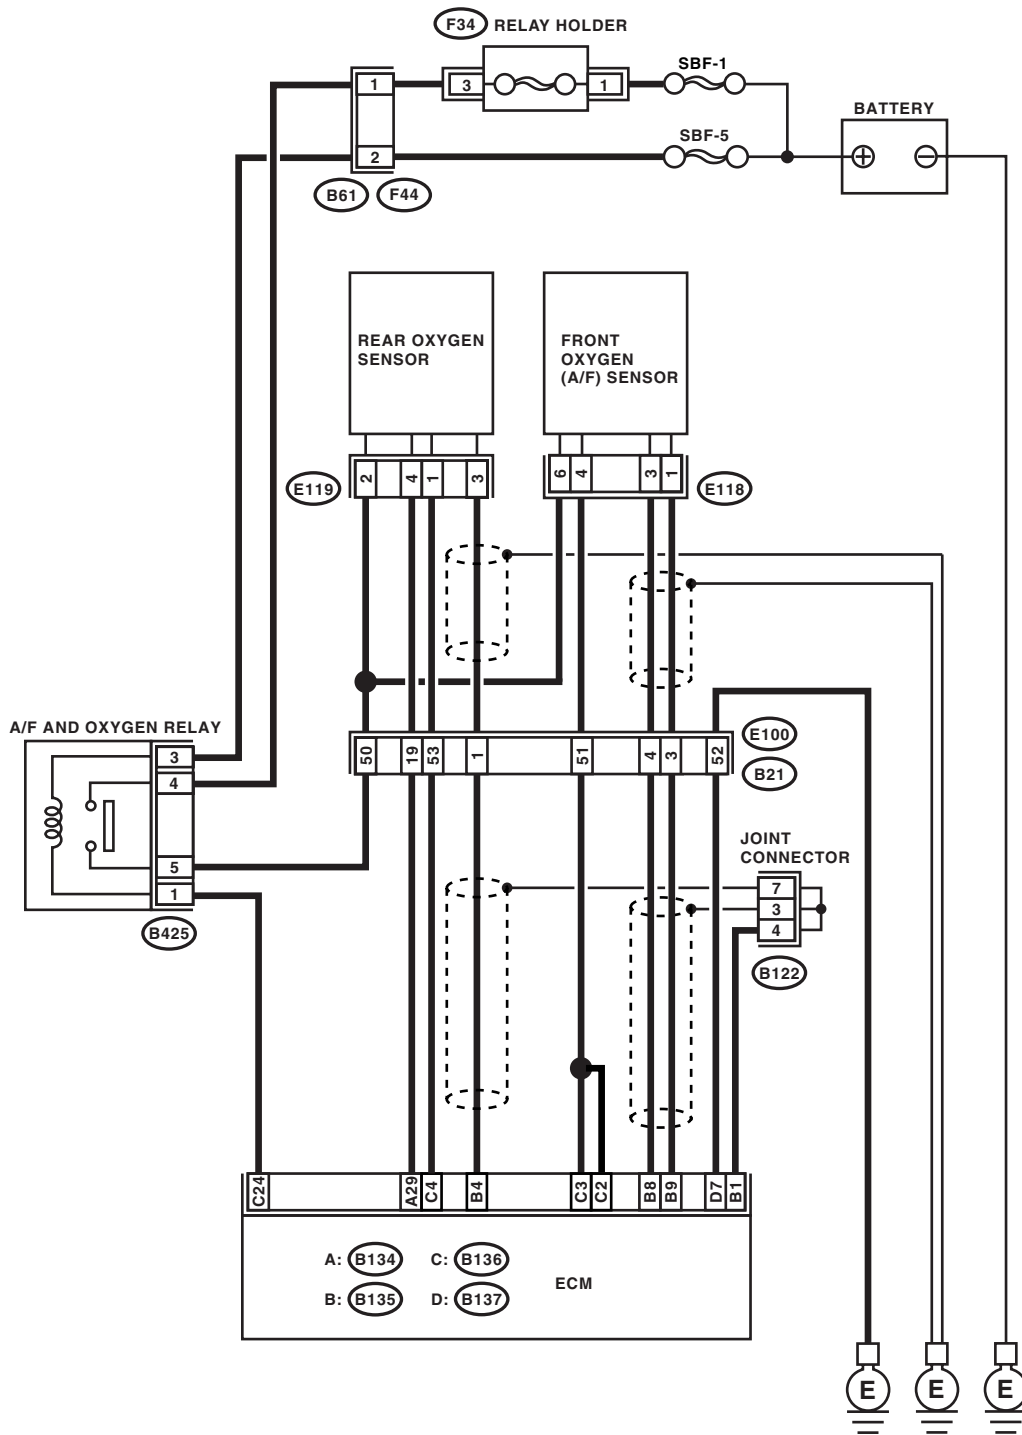 F34 RELAY HOLDER
SBF-1
1 3 1
BATTERY
SBF-5
2
B61 F44
REAR OXYGEN
SENSOR
FRONT
OXYGEN
(A/F) SENSOR
E119 2 4 1 3 6 4 3 1 E118
A/F AND OXYGEN RELAY
E100
50 19 53 1 51 4 3 52
B21
3
4
5
1
B425
JOINT
CONNECTOR
7
3
4
B122
C24 A29 C4 B4 C3 C2 B8 B9 D7 B1
A: B134 C: B136
ECM
B: B135 D: B137
E E E